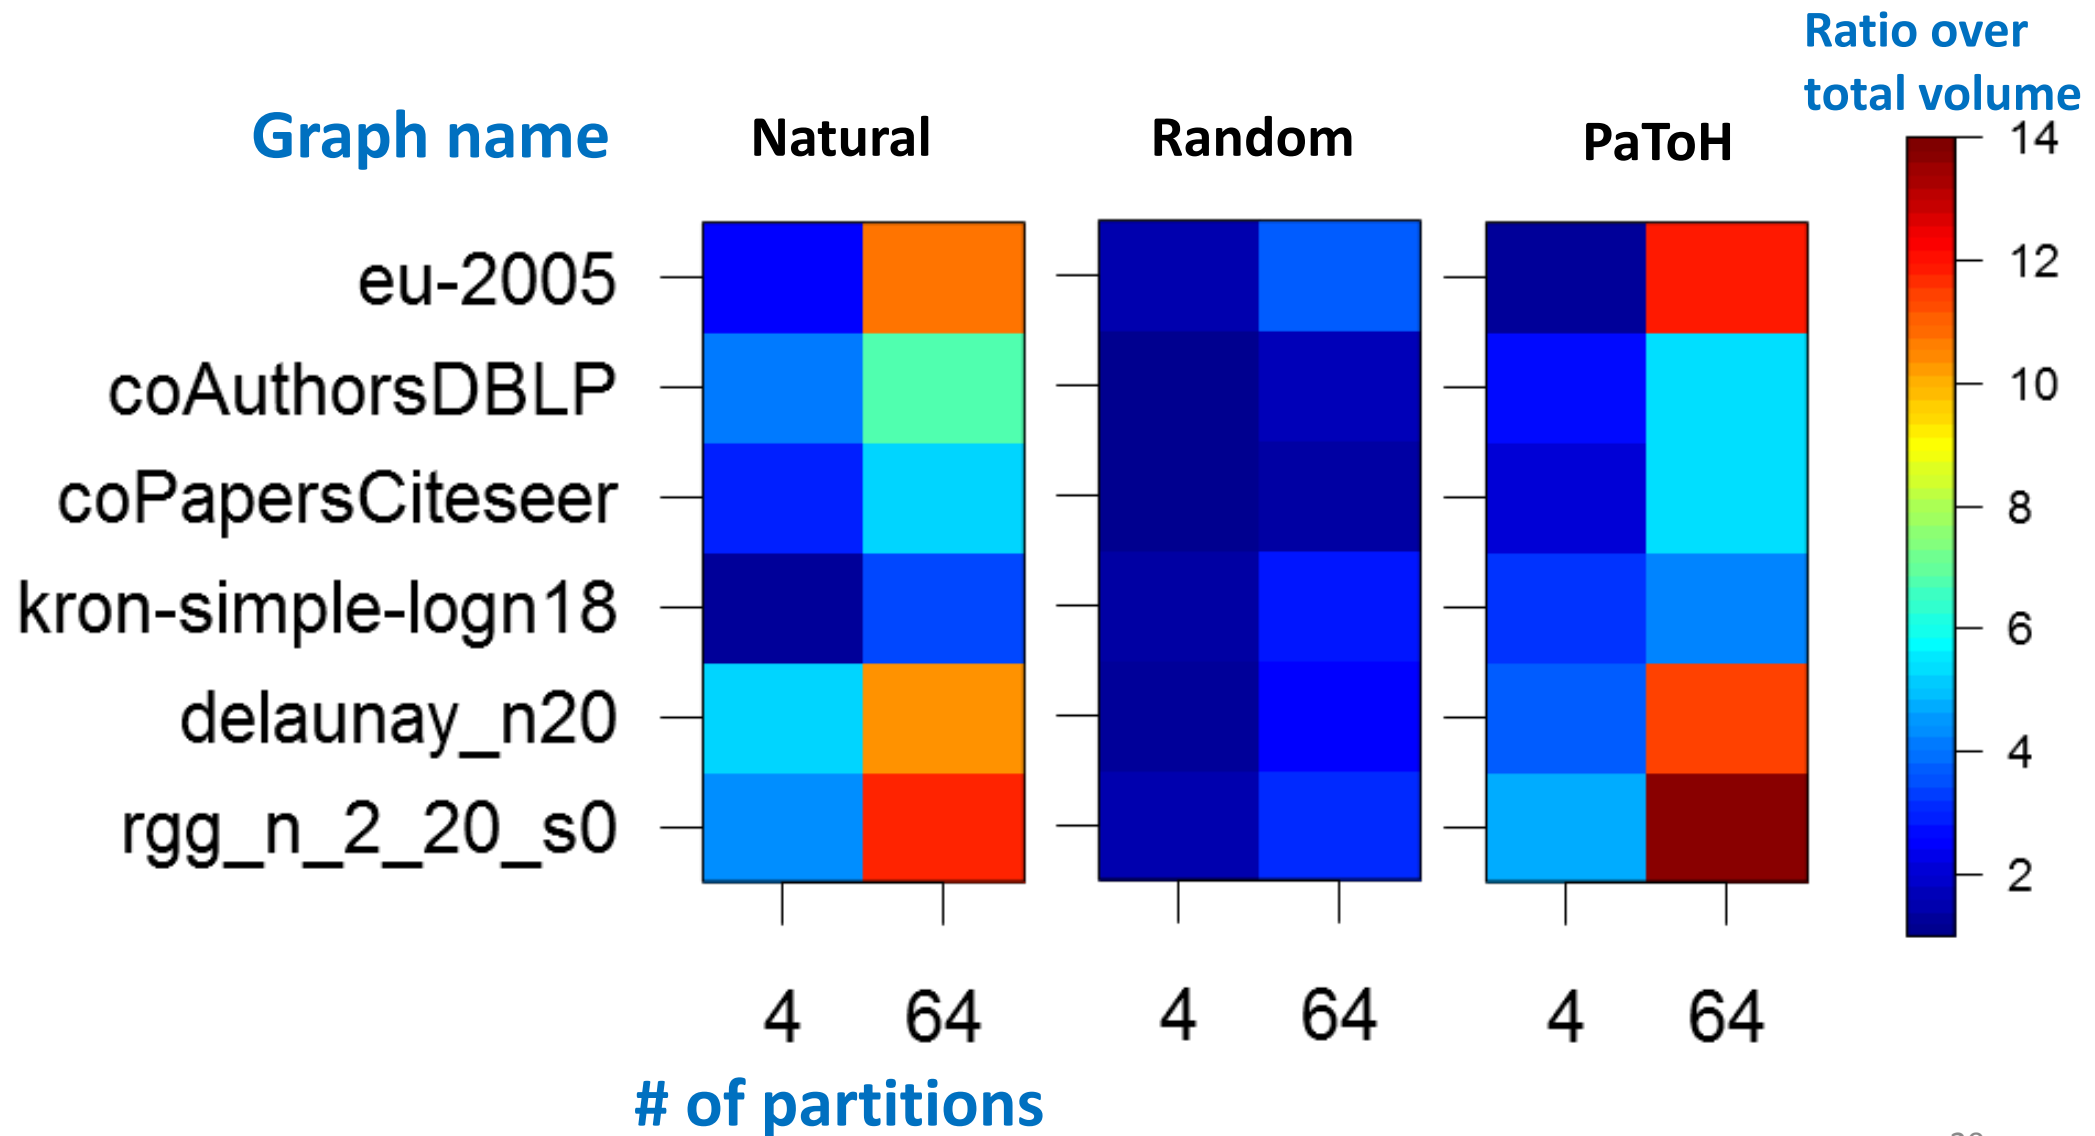 Ratio over
total volume
Graph name
Natural
Random
PaToH
14
12
10
8
6
4
2
eu-2005
coAuthorsDBLP
coPapersCiteseer
kron-simple-logn18
delaunay_n20
rgg_n_2_20_s0
4 64 4 64 4 64
# of partitions